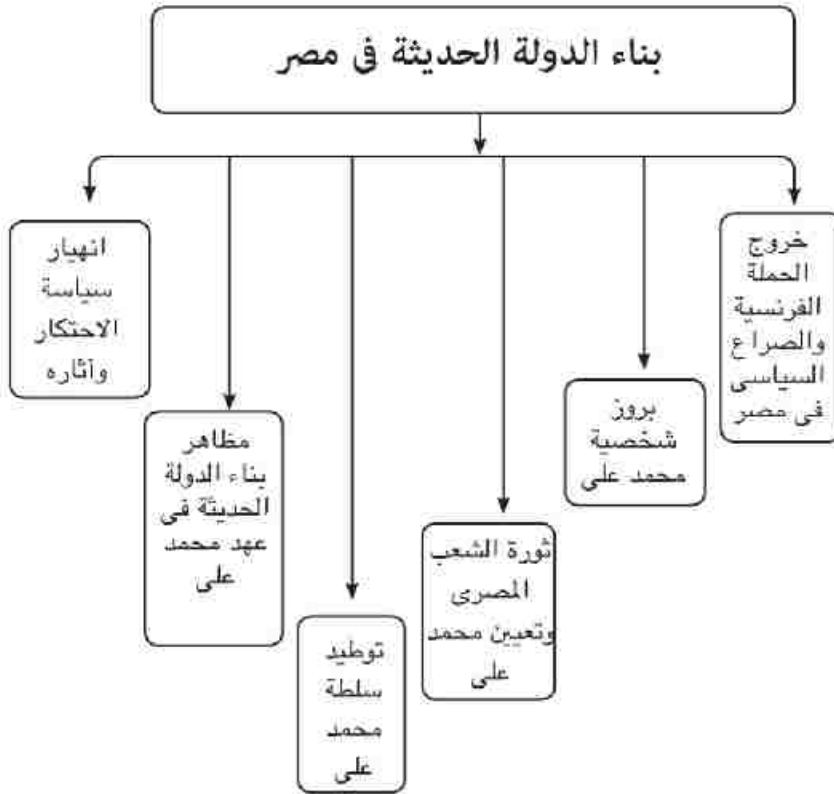 بناء الدولة الحديثة فى مصر
خروج
الحملة
الفرنسية
والصراع
السياسى
فى مصر
بروز
شخصية
محمد على
ثورة الشعب
المصرى
وتعيين محمد
على
توطيد
سلطة
محمد
على
مظاهر
بناء الدولة
الحديثة فى
عهد محمد
على
انهيار
سياسة
الاحتكار
وآثاره